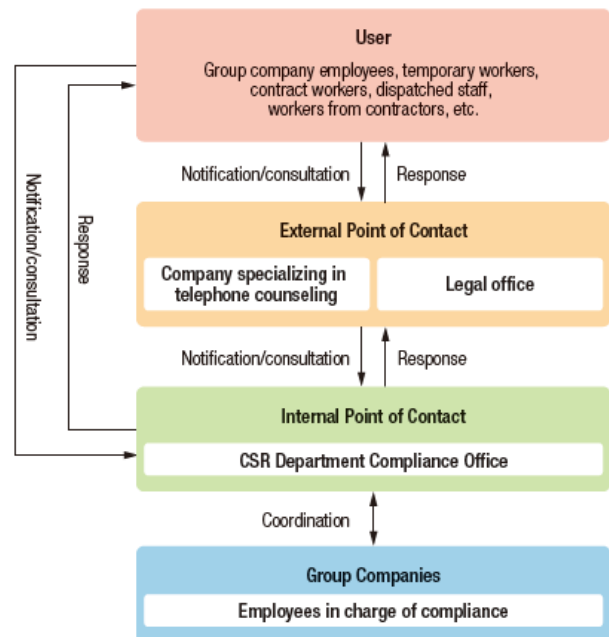 User
Group company employees, temporary workers,
contract workers, dispatched staff,
workers from contractors, etc.
Notification/consultation
Response
Notification/consultation
Response
External Point of Contact
Company specializing in
telephone counseling
Legal office
Notification/consultation
Response
Internal Point of Contact
CSR Department Compliance Office
Coordination
Group Companies
Employees in charge of compliance